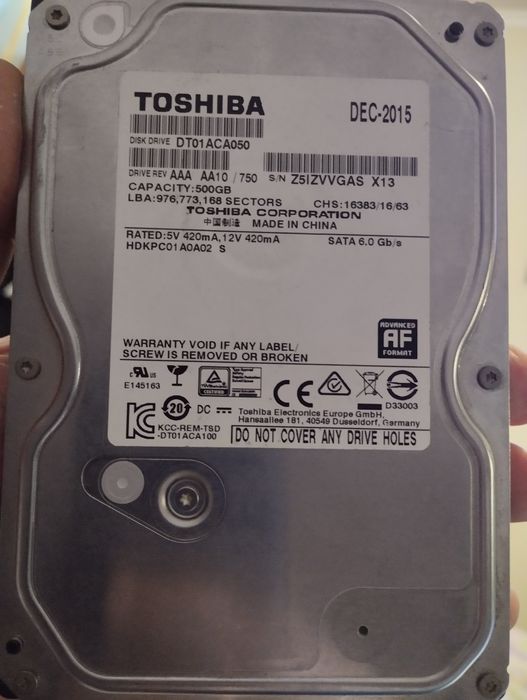 TOSHIBA
DEC-2015
DISK DRIVE DT01ACA050
DRIVE REV AAA AA10 / 750 S/N Z5IZVVGAS X13
CAPACITY:500GB
LBA:976,773,168 SECTORS CHS:16383/16/63
TOSHIBA CORPORATION
中国制造 MADE IN CHINA
RATED:5V 420mA,12V 420mA SATA 6.0 Gb/s
HDKPC01A0A02 S
ADVANCED
AF
FORMAT
WARRANTY VOID IF ANY LABEL/
SCREW IS REMOVED OR BROKEN
c UL us
E145163
CE
D33003
20
DC
Toshiba Electronics Europe GmbH,
Hansaallee 181, 40549 Dusseldorf, Germany
KCC-REM-TSD
-DT01ACA100
DO NOT COVER ANY DRIVE HOLES